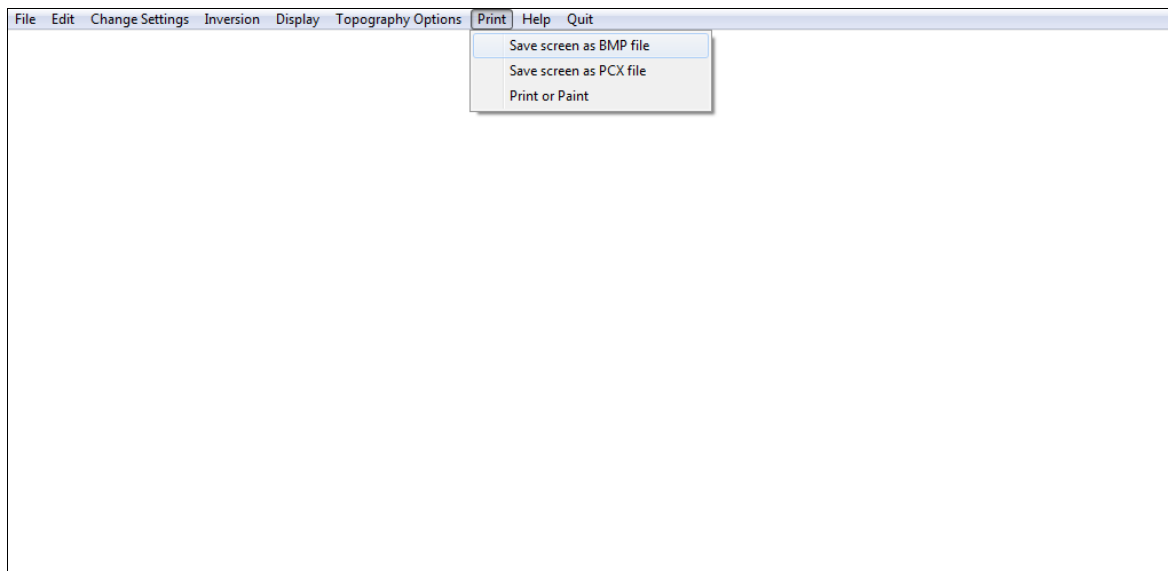 File Edit Change Settings Inversion Display Topography Options Print Help Quit
Save screen as BMP file
Save screen as PCX file
Print or Paint